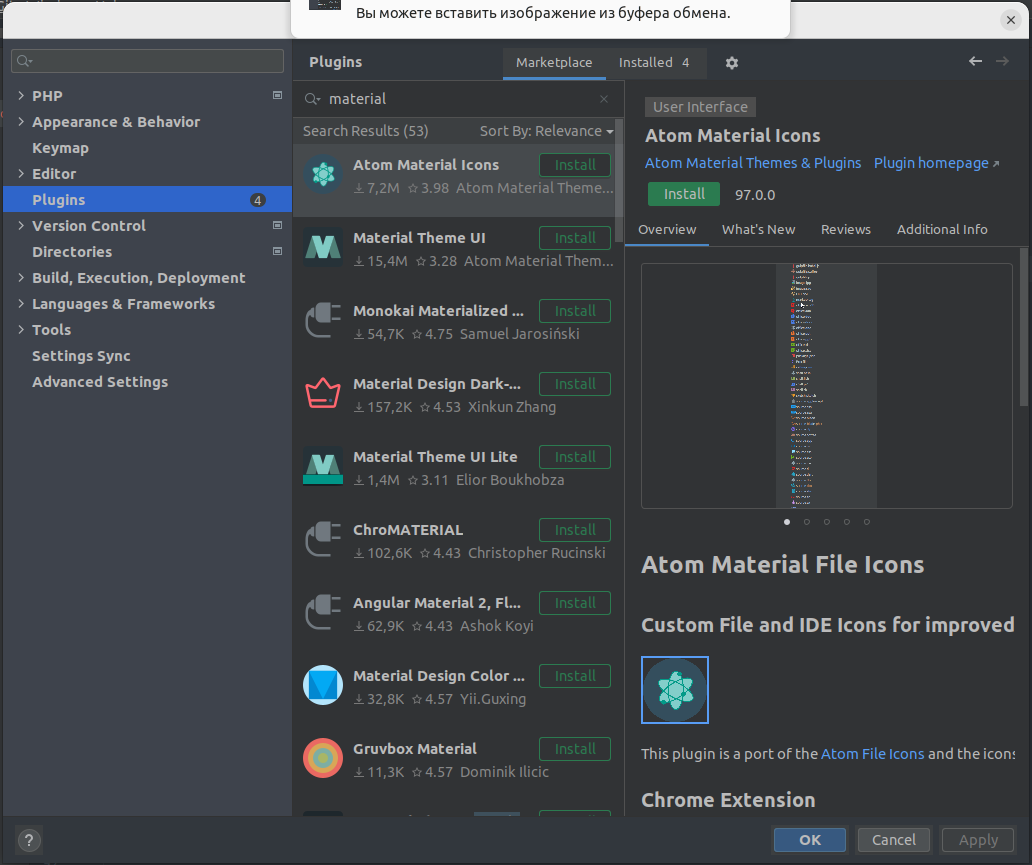 Вы можете вставить изображение из буфера обмена.
PHP
Appearance & Behavior
Keymap
Editor
Plugins 4
Version Control
Directories
Build, Execution, Deployment
Languages & Frameworks
Tools
Settings Sync
Advanced Settings
Plugins
Marketplace
Installed 4
material
Search Results (53)
Sort By: Relevance
Atom Material Icons
Install
7,2M 3.98 Atom Material Theme...
Material Theme UI
Install
15,4M 3.28 Atom Material Them...
Monokai Materialized ...
Install
54,7K 4.75 Samuel Jarosiński
Material Design Dark-...
Install
157,2K 4.53 Xinkun Zhang
Material Theme UI Lite
Install
1,4M 3.11 Elior Boukhobza
ChroMATERIAL
Install
102,6K 4.43 Christopher Rucinski
Angular Material 2, Fl...
Install
62,9K 4.43 Ashok Koyi
Material Design Color ...
Install
32,8K 4.57 Yii.Guxing
Gruvbox Material
Install
11,3K 4.57 Dominik Ilicic
User Interface
Atom Material Icons
Atom Material Themes & Plugins Plugin homepage
Install 97.0.0
Overview What's New Reviews Additional Info
Atom Material File Icons
Custom File and IDE Icons for improved
This plugin is a part of the Atom File Icons and the icons
Chrome Extension
?
OK
Cancel
Apply